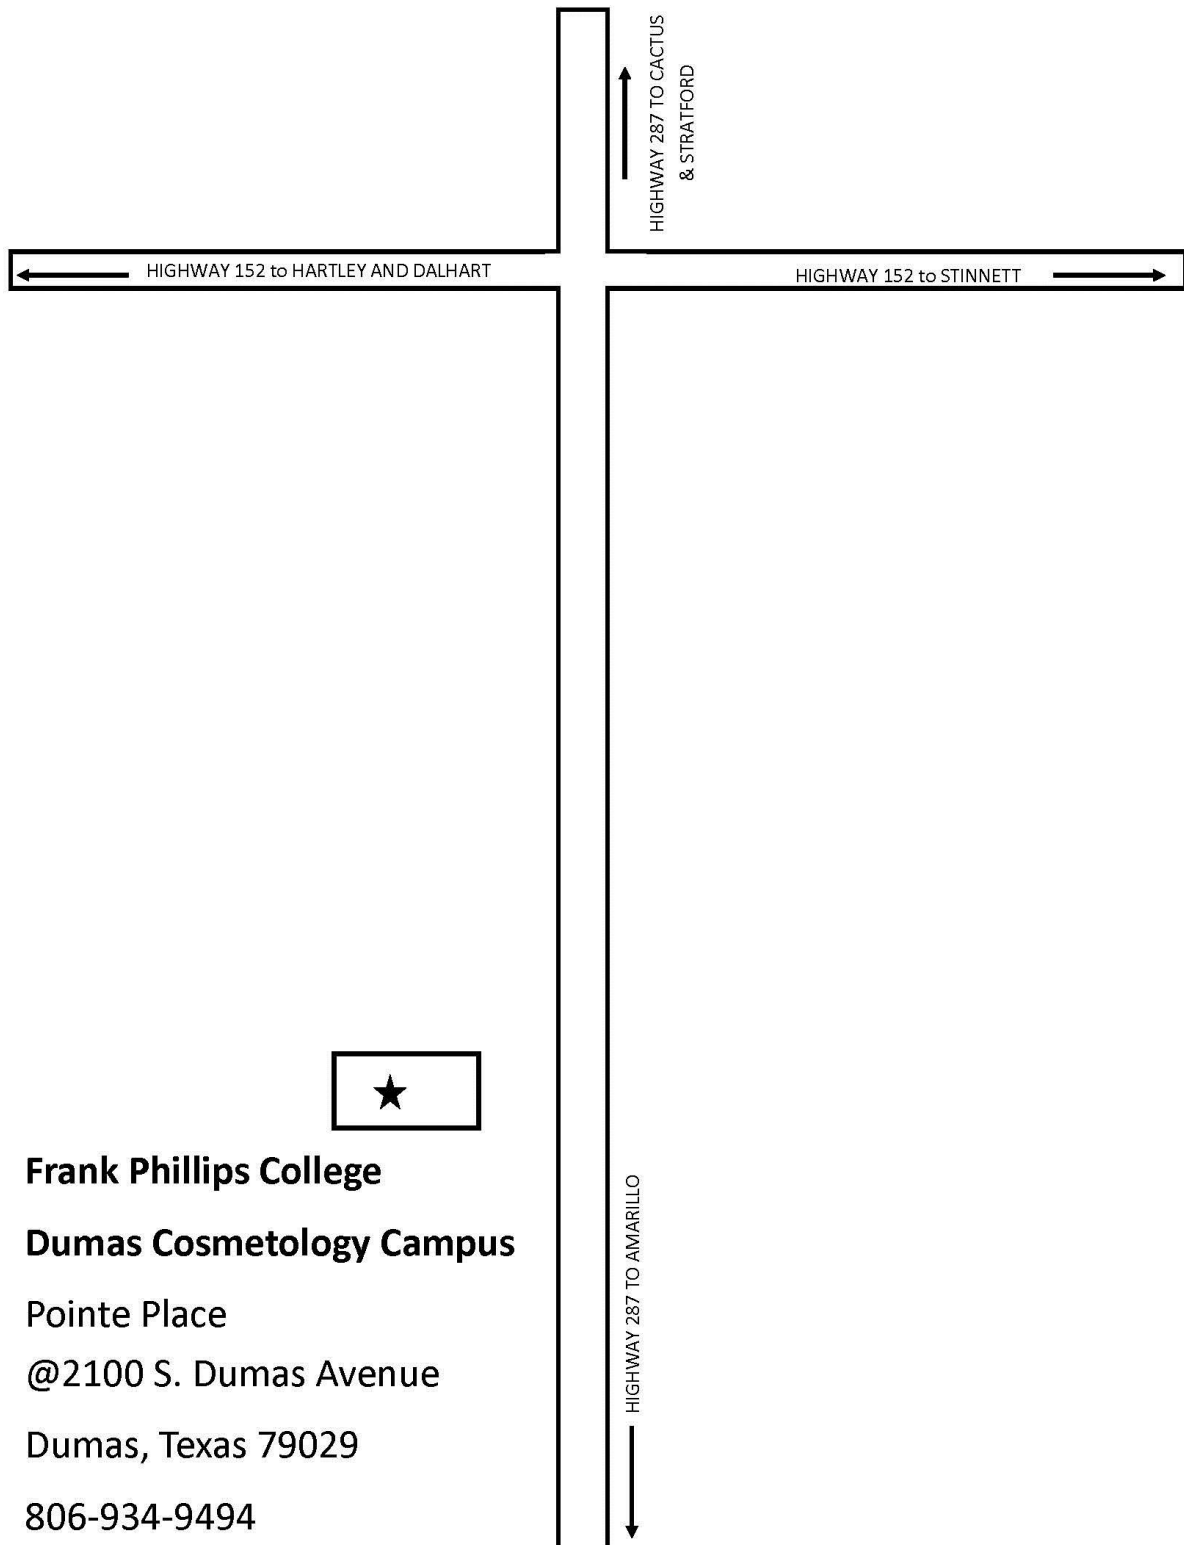 HIGHWAY 287 TO CACTUS
& STRATFORD
HIGHWAY 152 to HARTLEY AND DALHART
HIGHWAY 152 to STINNETT
Frank Phillips College
Dumas Cosmetology Campus
Pointe Place
@2100 S. Dumas Avenue
Dumas, Texas 79029
806-934-9494
HIGHWAY 287 TO AMARILLO